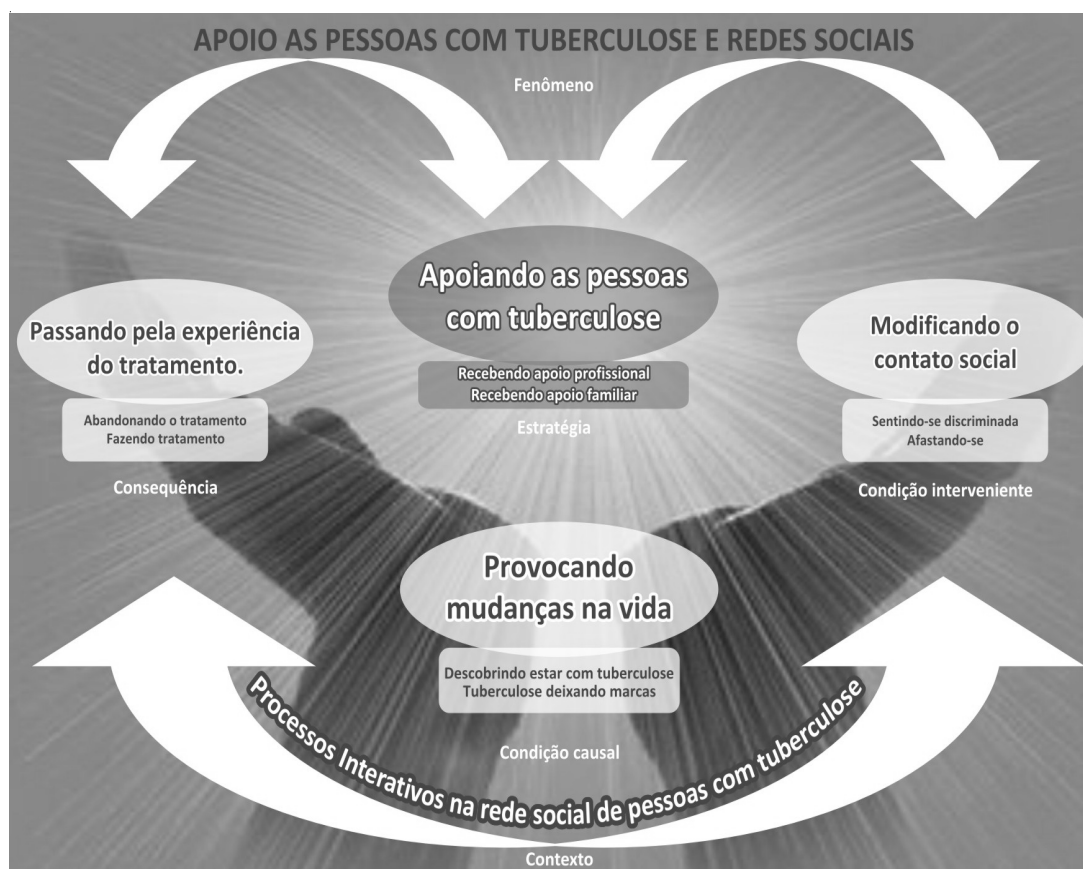 APOIO AS PESSOAS COM TUBERCULOSE E REDES SOCIAIS
Fenômeno
Passando pela experiência
do tratamento.
Abandonando o tratamento
Fazendo tratamento
Consequência
Apoiando as pessoas
com tuberculose
Recebendo apoio profissional
Recebendo apoio familiar
Estratégia
Modificando o
contato social
Sentindo-se discriminada
Afastando-se
Condição interveniente
Provocando
mudanças na vida
Descobrindo estar com tuberculose
Tuberculose deixando marcas
Condição causal
Processos Interativos na rede social de pessoas com tuberculose
Contexto